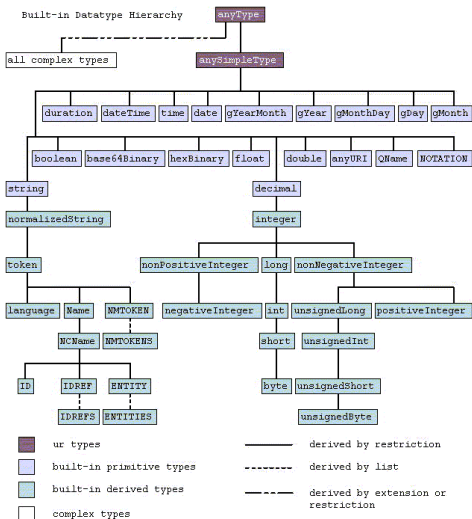 Built-in Datatype Hierarchy
anyType
all complex types
anySimpleType
duration dateTime time date gYearMonth gYear gMonthDay gDay gMonth
boolean base64Binary hexBinary float double anyURI QName NOTATION
string decimal
normalizedString integer
token nonPositiveInteger long nonNegativeInteger
language Name NMTOKEN negativeInteger int unsignedLong positiveInteger
NCName NMTOKENS short unsignedInt
ID IDREF ENTITY byte unsignedShort
IDREFS ENTITIES unsignedByte
ur types derived by restriction
built-in primitive types derived by list
built-in derived types derived by extension or
restriction
complex types